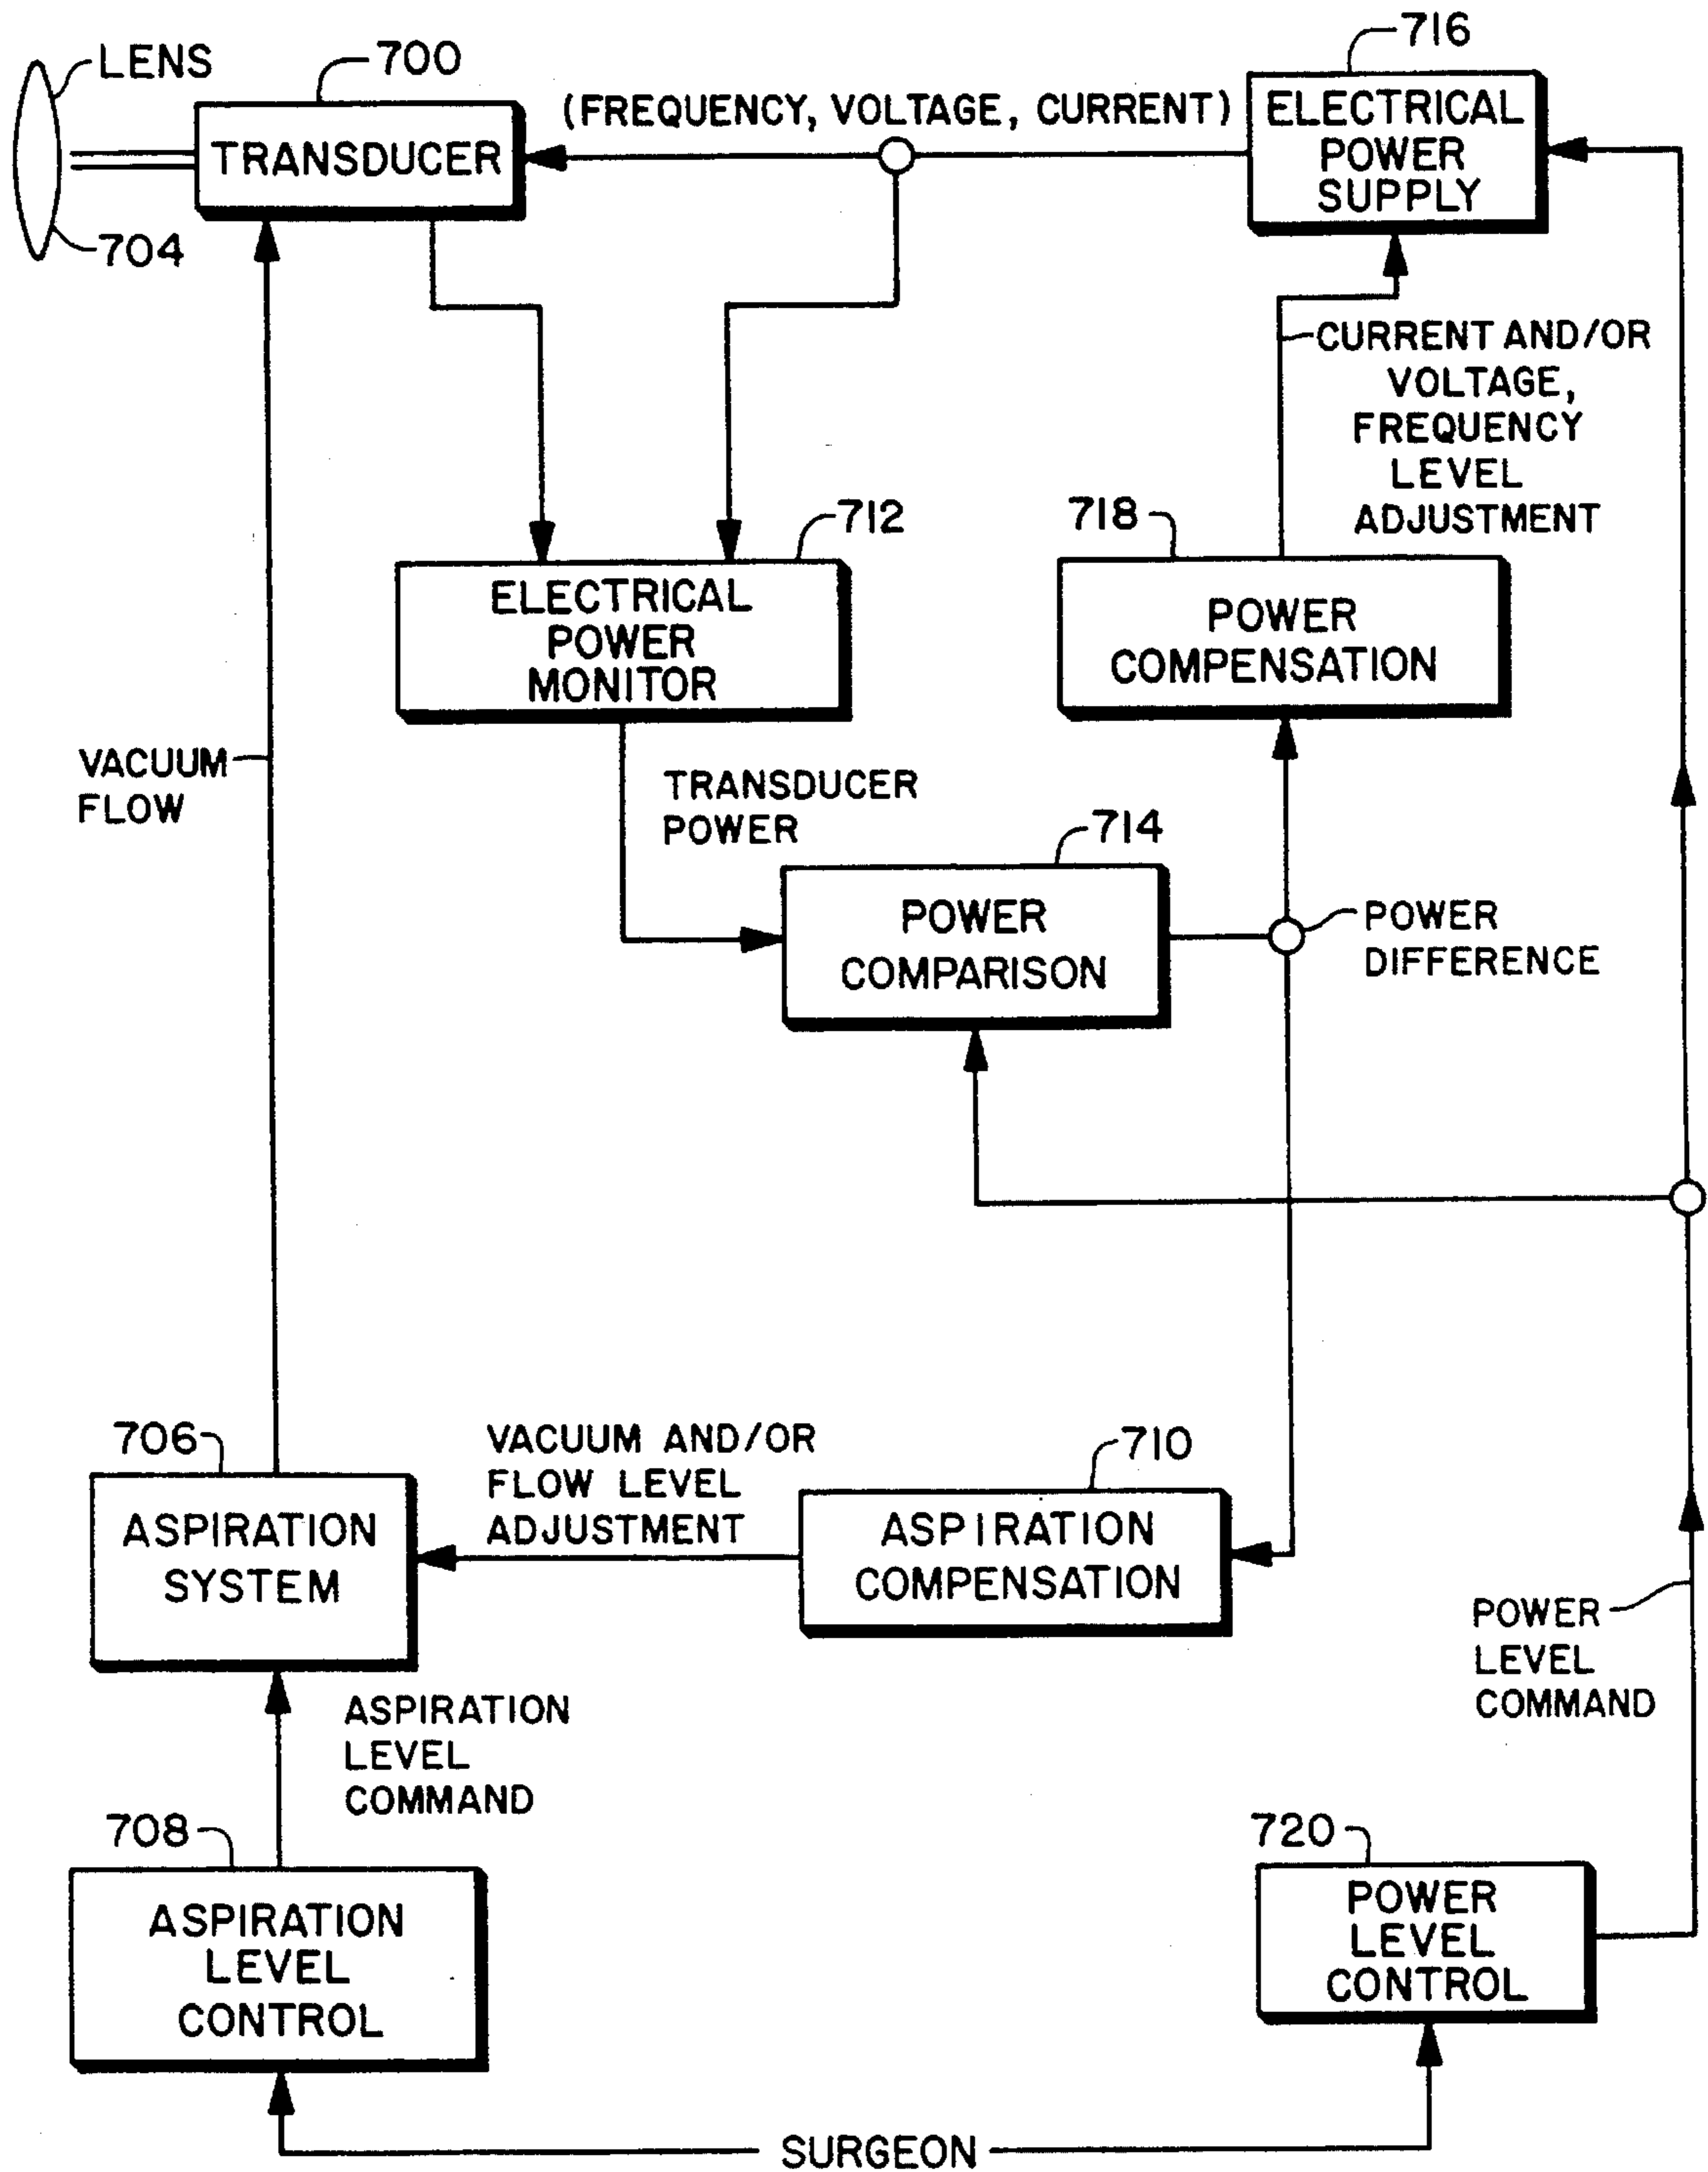 716
LENS
700
(FREQUENCY, VOLTAGE, CURRENT)
ELECTRICAL
POWER
SUPPLY
TRANSDUCER
704
CURRENT AND/OR
VOLTAGE,
FREQUENCY
LEVEL
ADJUSTMENT
712
718
ELECTRICAL
POWER
MONITOR
POWER
COMPENSATION
VACUUM
FLOW
TRANSDUCER
POWER
714
POWER
COMPARISON
POWER
DIFFERENCE
706
VACUUM AND/OR
FLOW LEVEL
ADJUSTMENT
710
ASPIRATION
SYSTEM
ASPIRATION
COMPENSATION
POWER
LEVEL
COMMAND
ASPIRATION
LEVEL
COMMAND
708
720
ASPIRATION
LEVEL
CONTROL
POWER
LEVEL
CONTROL
SURGEON